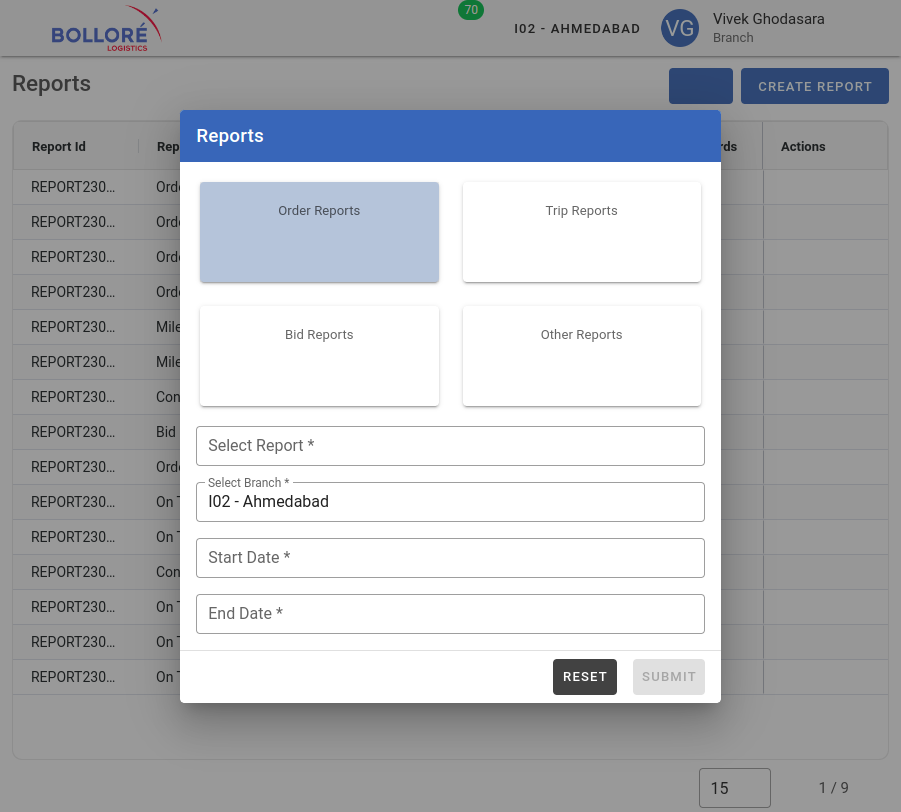 BOLLORÉ
LOGISTICS
70
I02 - AHMEDABAD
VG
Vivek Ghodasara
Branch
Reports
CREATE REPORT
Report Id
Rep
rds
Actions
REPORT230...
Orde
REPORT230...
Orde
REPORT230...
Orde
REPORT230...
Orde
REPORT230...
Mile
REPORT230...
Mile
REPORT230...
Con
REPORT230...
Bid
REPORT230...
Orde
REPORT230...
On T
REPORT230...
On T
REPORT230...
Con
REPORT230...
On T
REPORT230...
On T
REPORT230...
On T
Reports
Order Reports
Trip Reports
Bid Reports
Other Reports
Select Report *
Select Branch *
I02 - Ahmedabad
Start Date *
End Date *
RESET
SUBMIT
15
1 / 9